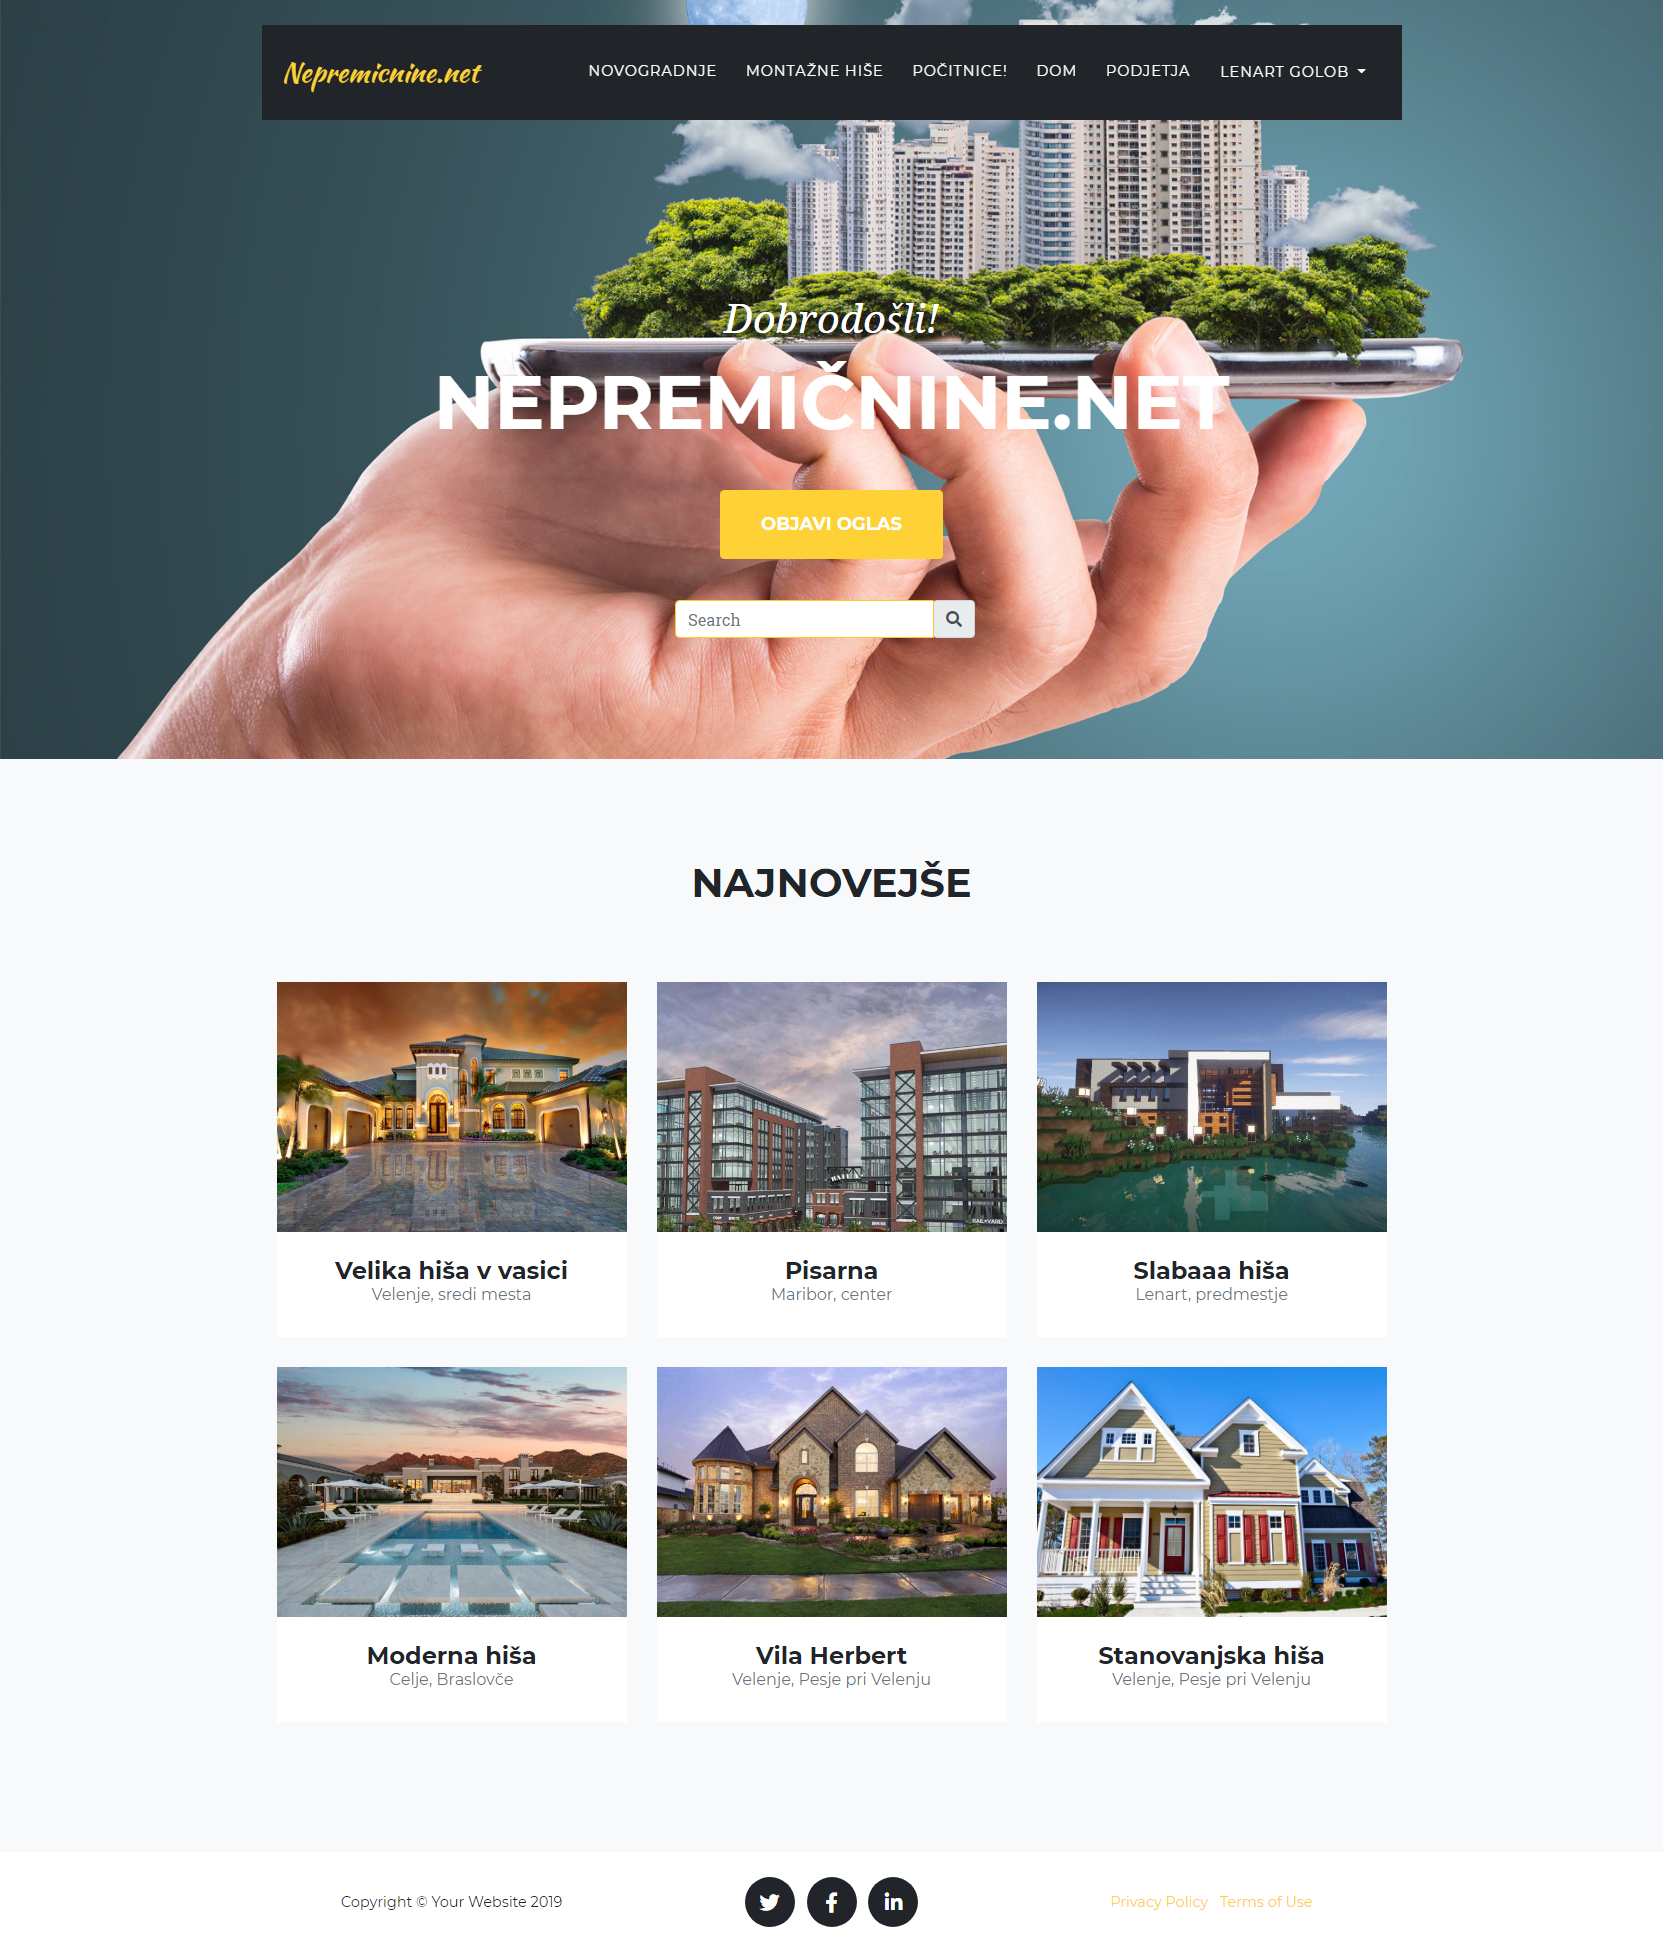 Nepremicnine.net
NOVOGRADNJE MONTAŽNE HIŠE POČITNICE! DOM PODJETJA LENART GOLOB
Dobrodošli!
NEPREMIČNINE.NET
OBJAVI OGLAS
Search
NAJNOVEJŠE
Velika hiša v vasici
Velenje, sredi mesta
Pisarna
Maribor, center
Slabaaa hiša
Lenart, predmestje
Moderna hiša
Celje, Braslovče
Vila Herbert
Velenje, Pesje pri Velenju
Stanovanjska hiša
Velenje, Pesje pri Velenju
Copyright © Your Website 2019
Privacy Policy Terms of Use